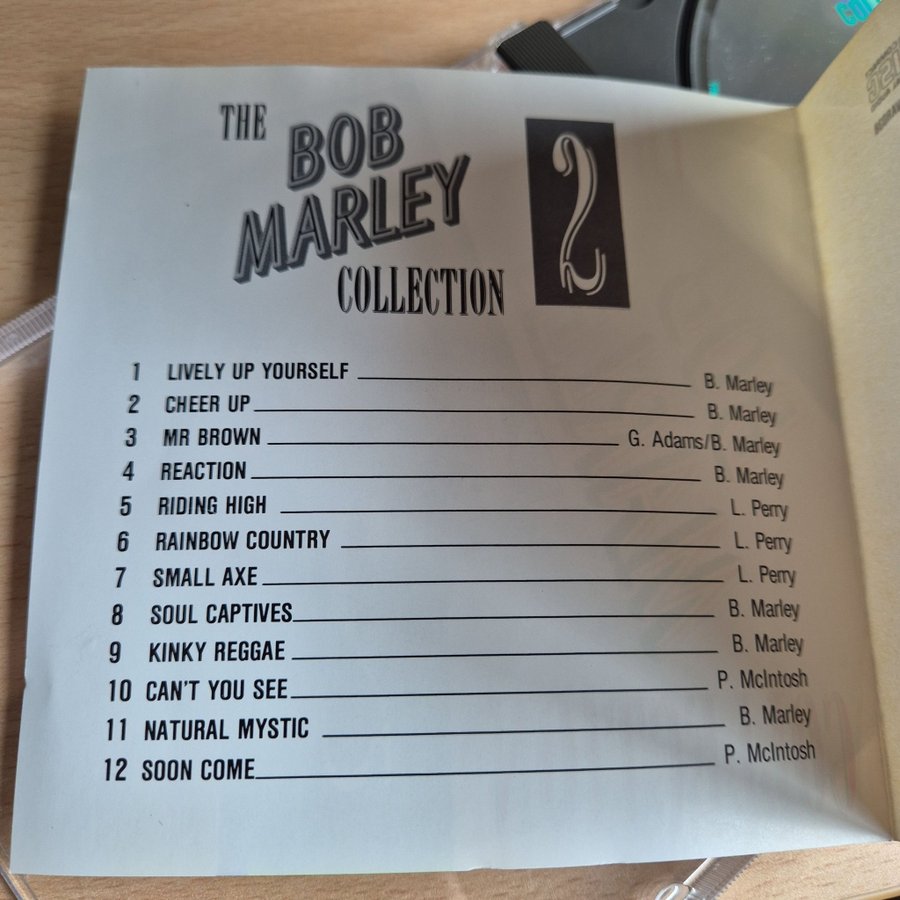 THE
BOB
MARLEY
COLLECTION
2
1 LIVELY UP YOURSELF B. Marley
2 CHEER UP B. Marley
3 MR BROWN G. Adams/B. Marley
4 REACTION B. Marley
5 RIDING HIGH L. Perry
6 RAINBOW COUNTRY L. Perry
7 SMALL AXE L. Perry
8 SOUL CAPTIVES B. Marley
9 KINKY REGGAE B. Marley
10 CAN'T YOU SEE P. McIntosh
11 NATURAL MYSTIC B. Marley
12 SOON COME P. McIntosh